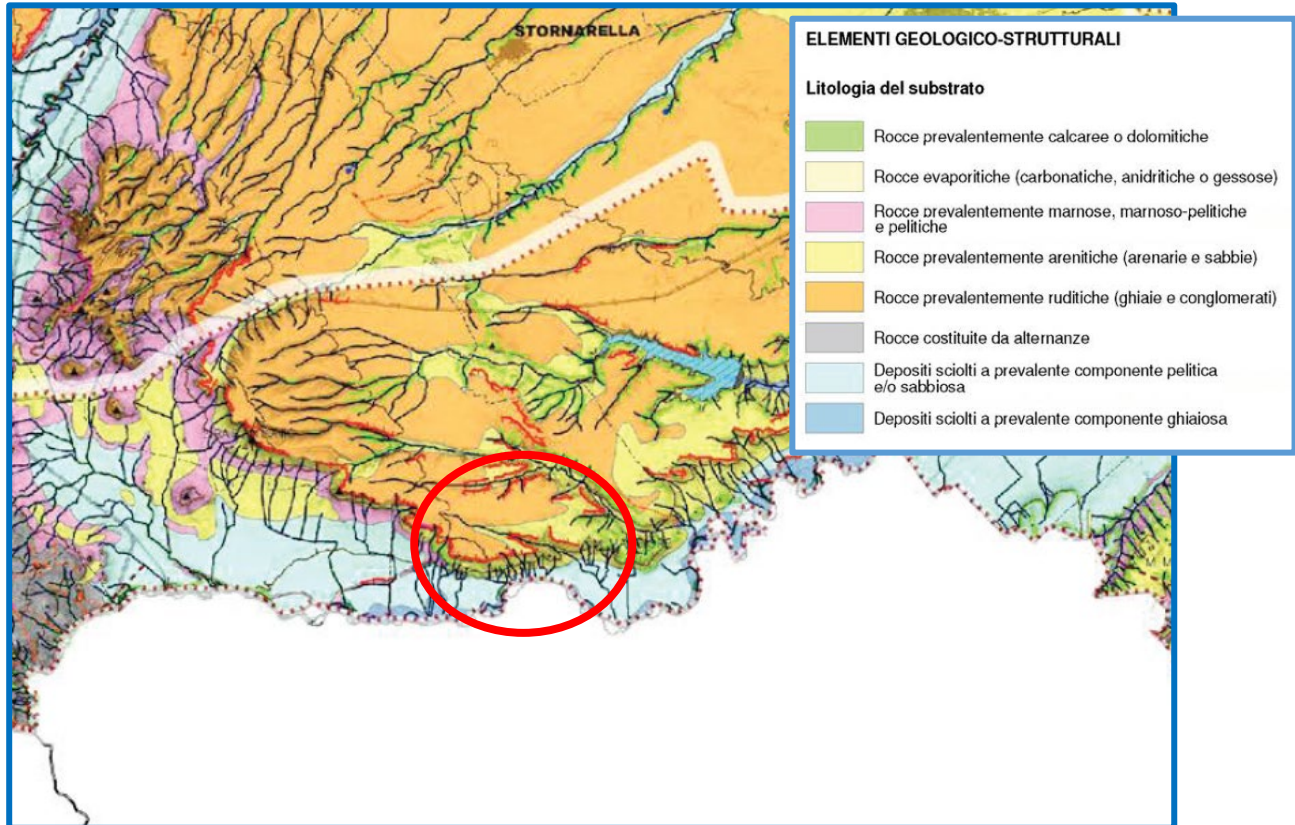 STORNARELLA
ELEMENTI GEOLOGICO-STRUTTURALI
Litologia del substrato
Rocce prevalentemente calcaree o dolomitiche
Rocce evaporitiche (carbonatiche, anidritiche o gessose)
Rocce prevalentemente marnose, marnoso-pelitiche
e pelitiche
Rocce prevalentemente arenitiche (arenarie e sabbie)
Rocce prevalentemente ruditiche (ghiaie e conglomerati)
Rocce costituite da alternanze
Depositi sciolti a prevalente componente pelitica
e/o sabbiosa
Depositi sciolti a prevalente componente ghiaiosa